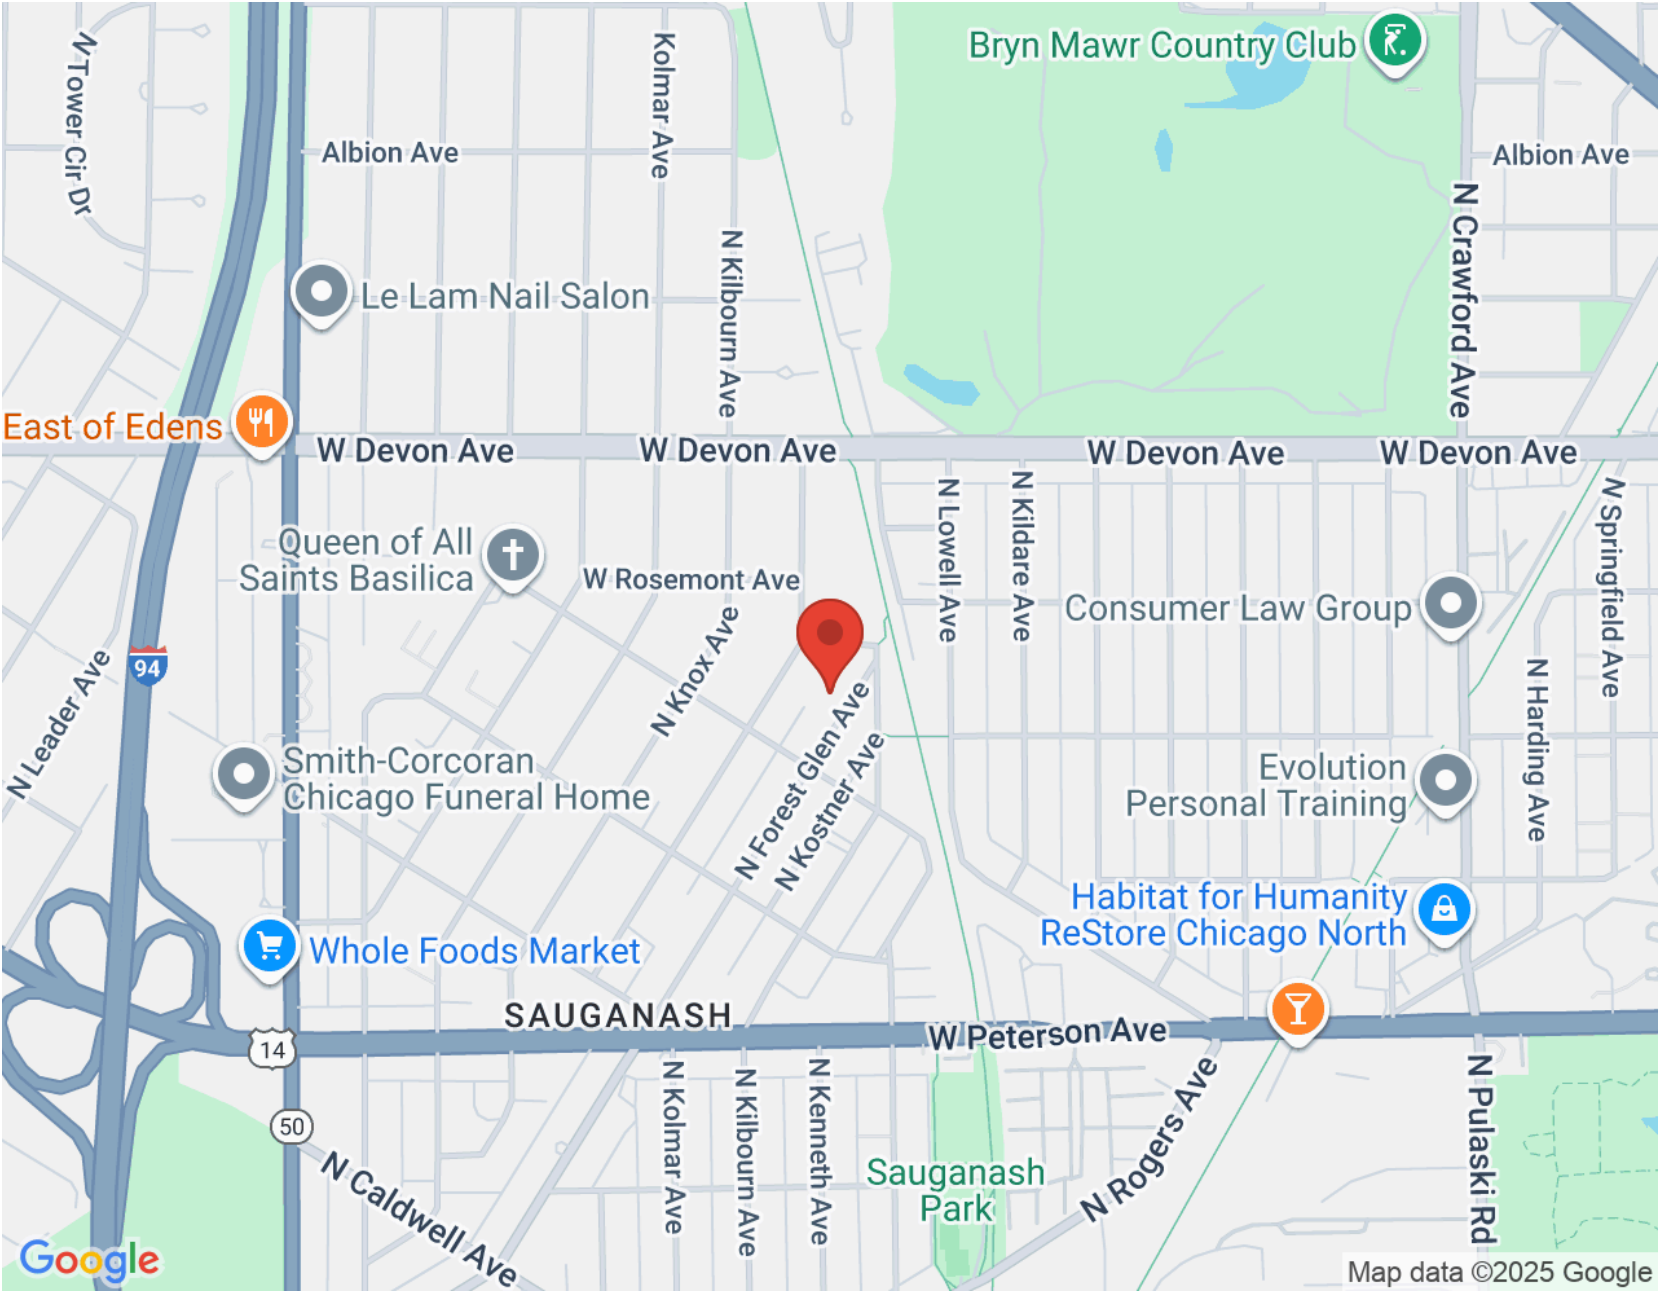 Bryn Mawr Country Club
N Tower Cir Dr
Kolmar Ave
Albion Ave
Albion Ave
N Crawford Ave
N Kilbourn Ave
Le Lam Nail Salon
East of Edens
W Devon Ave
W Devon Ave
W Devon Ave
W Devon Ave
N Lowell Ave
N Kildare Ave
N Springfield Ave
Queen of All
Saints Basilica
W Rosemont Ave
Consumer Law Group
N Knox Ave
94
N Leader Ave
N Harding Ave
N Forest Glen Ave
N Kostner Ave
Smith-Corcoran
Chicago Funeral Home
Evolution
Personal Training
Habitat for Humanity
ReStore Chicago North
Whole Foods Market
SAUGANASH
W Peterson Ave
14
N Kolmar Ave
N Kilbourn Ave
N Kenneth Ave
N Rogers Ave
N Pulaski Rd
50
N Caldwell Ave
Sauganash
Park
Google
Map data ©2025 Google